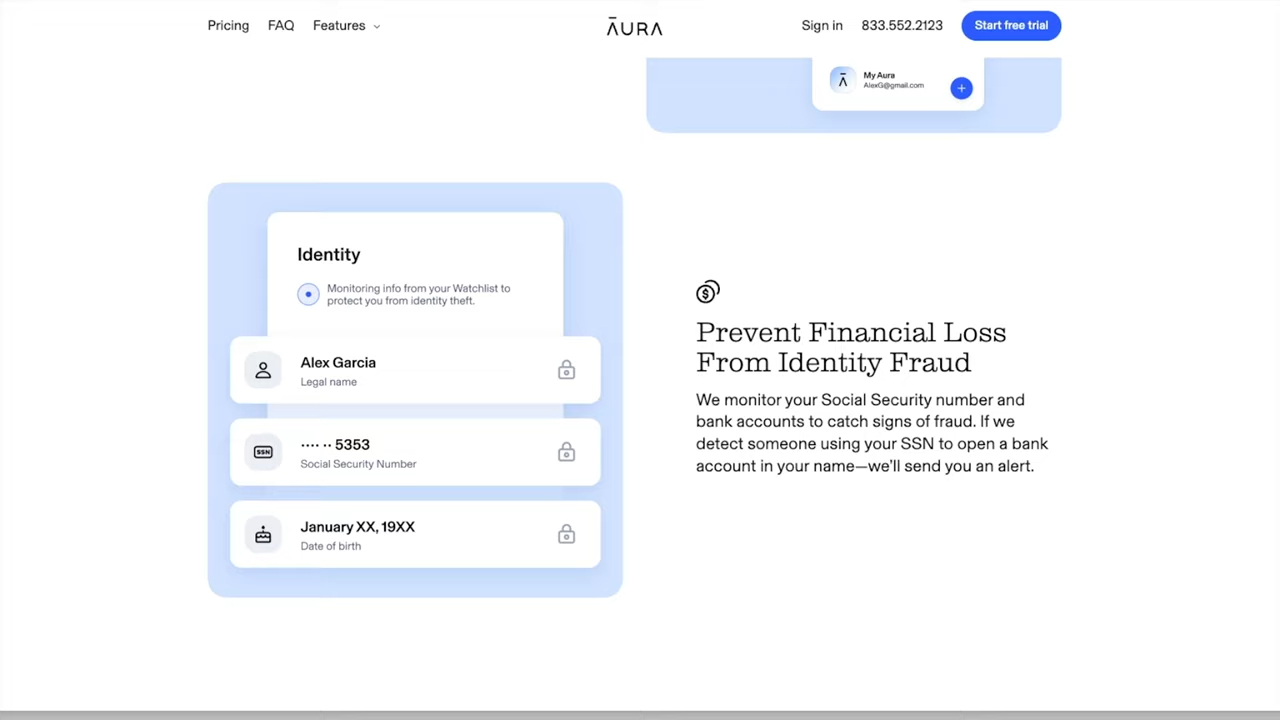 Pricing FAQ Features
ĀURA
Sign in 833.552.2123 Start free trial
Ā
My Aura
AlexG@gmail.com
Identity
Monitoring info from your Watchlist to
protect you from identity theft.
Alex Garcia
Legal name
SSN
···· ·· 5353
Social Security Number
January XX, 19XX
Date of birth
Prevent Financial Loss
From Identity Fraud
We monitor your Social Security number and
bank accounts to catch signs of fraud. If we
detect someone using your SSN to open a bank
account in your name—we'll send you an alert.